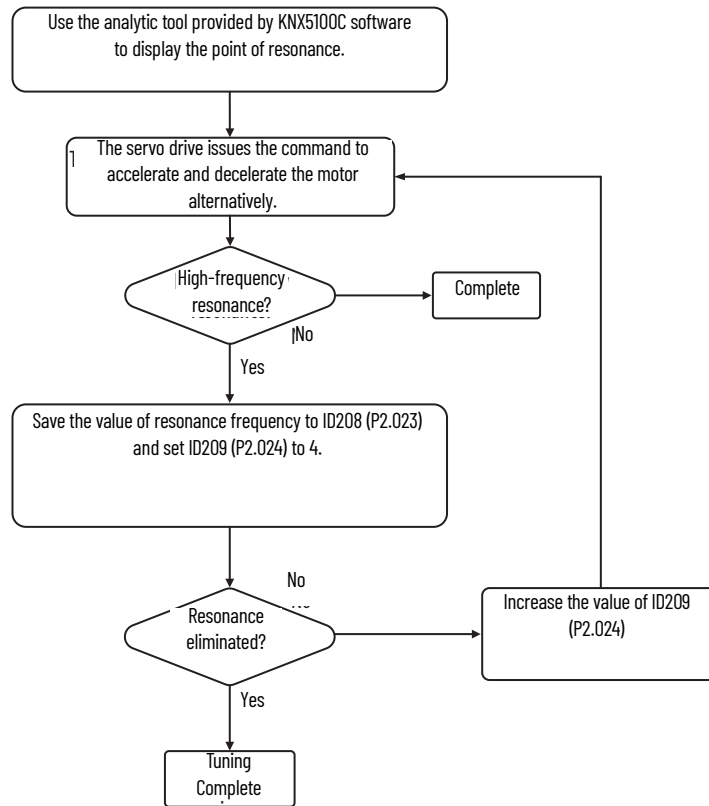 Use the analytic tool provided by KNX5100C software
to display the point of resonance.
The servo drive issues the command to
accelerate and decelerate the motor
alternatively.
High-frequency
resonance?
Complete
No
Yes
Save the value of resonance frequency to ID208 (P2.023)
and set ID209 (P2.024) to 4.
No
Resonance
eliminated?
Increase the value of ID209
(P2.024)
Yes
Tuning
Complete